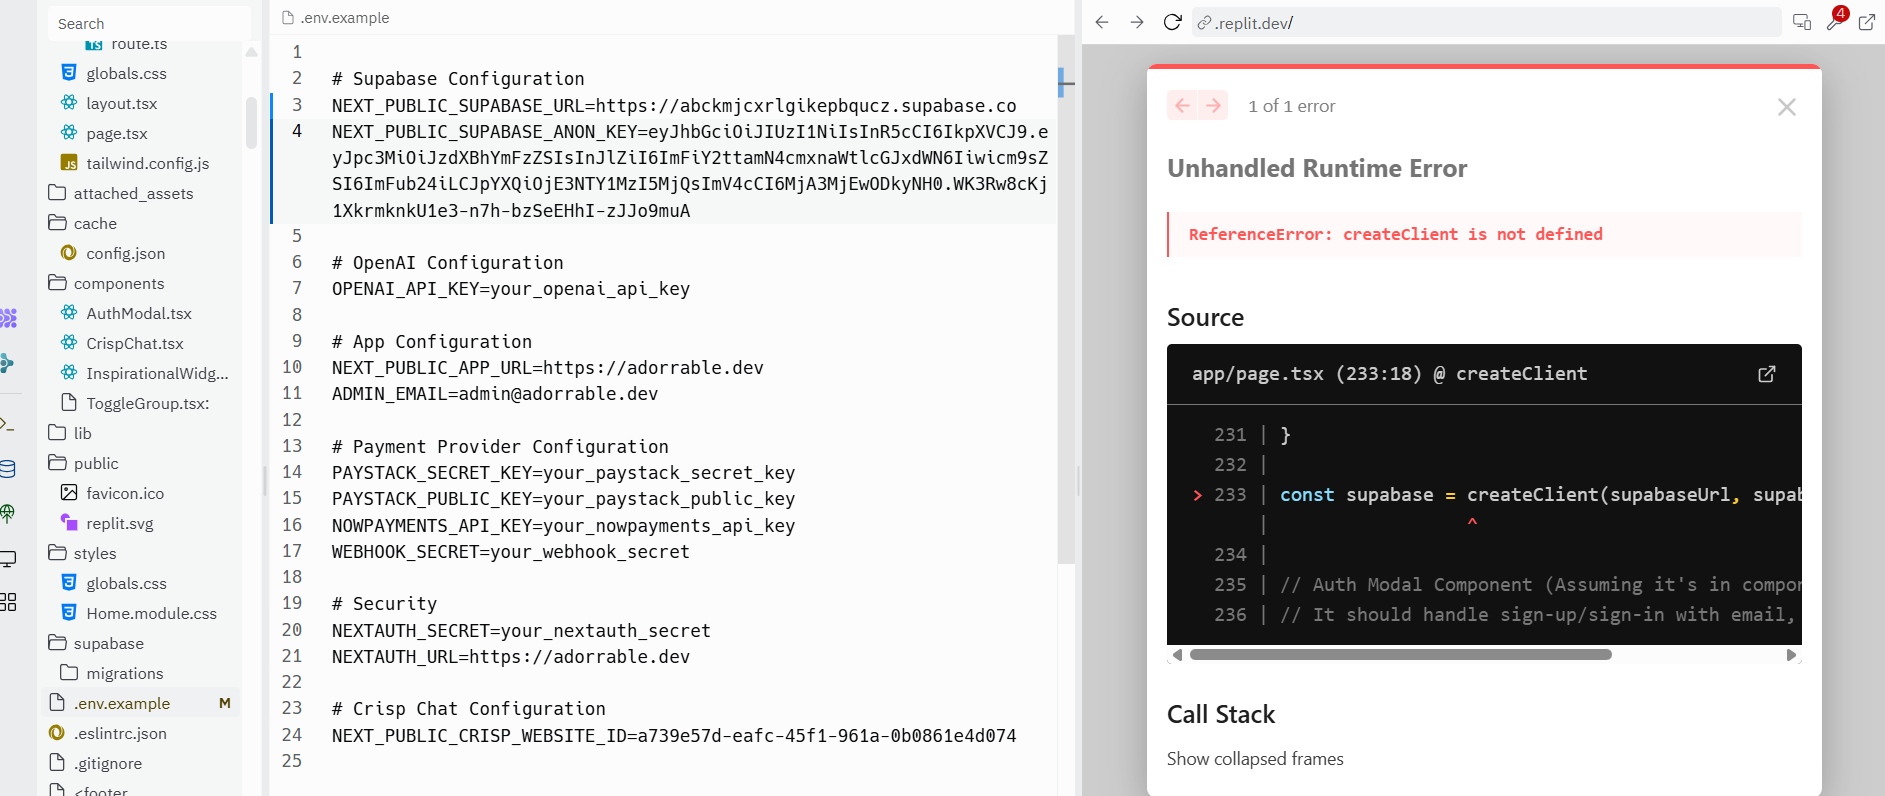 Search
route.ts
globals.css
layout.tsx
page.tsx
tailwind.config.js
attached_assets
cache
config.json
components
AuthModal.tsx
CrispChat.tsx
InspirationalWidg...
ToggleGroup.tsx:
lib
public
favicon.ico
replit.svg
styles
globals.css
Home.module.css
supabase
migrations
.env.example M
.eslintrc.json
.gitignore
<footer
.env.example
1
2 # Supabase Configuration
3 NEXT_PUBLIC_SUPABASE_URL=https://abckmjcxrlgikepbqucz.supabase.co
4 NEXT_PUBLIC_SUPABASE_ANON_KEY=eyJhbGciOiJIUzI1NiIsInR5cCI6IkpXVCJ9.e
yJpc3MiOiJzdXBhYmFzZSIsInJlZiI6ImFiY2ttamN4cmxnaWtlcGJxdWN6Iiwicm9sZ
SI6ImFub24iLCJpYXQiOjE3NTY1MzI5MjQsImV4cCI6MjA3MjEwODkyNH0.WK3Rw8cKj
1XkrmknkU1e3-n7h-bzSeEHhI-zJJo9muA
5
6 # OpenAI Configuration
7 OPENAI_API_KEY=your_openai_api_key
8
9 # App Configuration
10 NEXT_PUBLIC_APP_URL=https://adorrable.dev
11 ADMIN_EMAIL=admin@adorrable.dev
12
13 # Payment Provider Configuration
14 PAYSTACK_SECRET_KEY=your_paystack_secret_key
15 PAYSTACK_PUBLIC_KEY=your_paystack_public_key
16 NOWPAYMENTS_API_KEY=your_nowpayments_api_key
17 WEBHOOK_SECRET=your_webhook_secret
18
19 # Security
20 NEXTAUTH_SECRET=your_nextauth_secret
21 NEXTAUTH_URL=https://adorrable.dev
22
23 # Crisp Chat Configuration
24 NEXT_PUBLIC_CRISP_WEBSITE_ID=a739e57d-eafc-45f1-961a-0b0861e4d074
25
.replit.dev/
4
1 of 1 error
Unhandled Runtime Error
ReferenceError: createClient is not defined
Source
app/page.tsx (233:18) @ createClient
231 | }
232 |
> 233 | const supabase = createClient(supabaseUrl, supab
| ^
234 |
235 | // Auth Modal Component (Assuming it's in compon
236 | // It should handle sign-up/sign-in with email,
Call Stack
Show collapsed frames